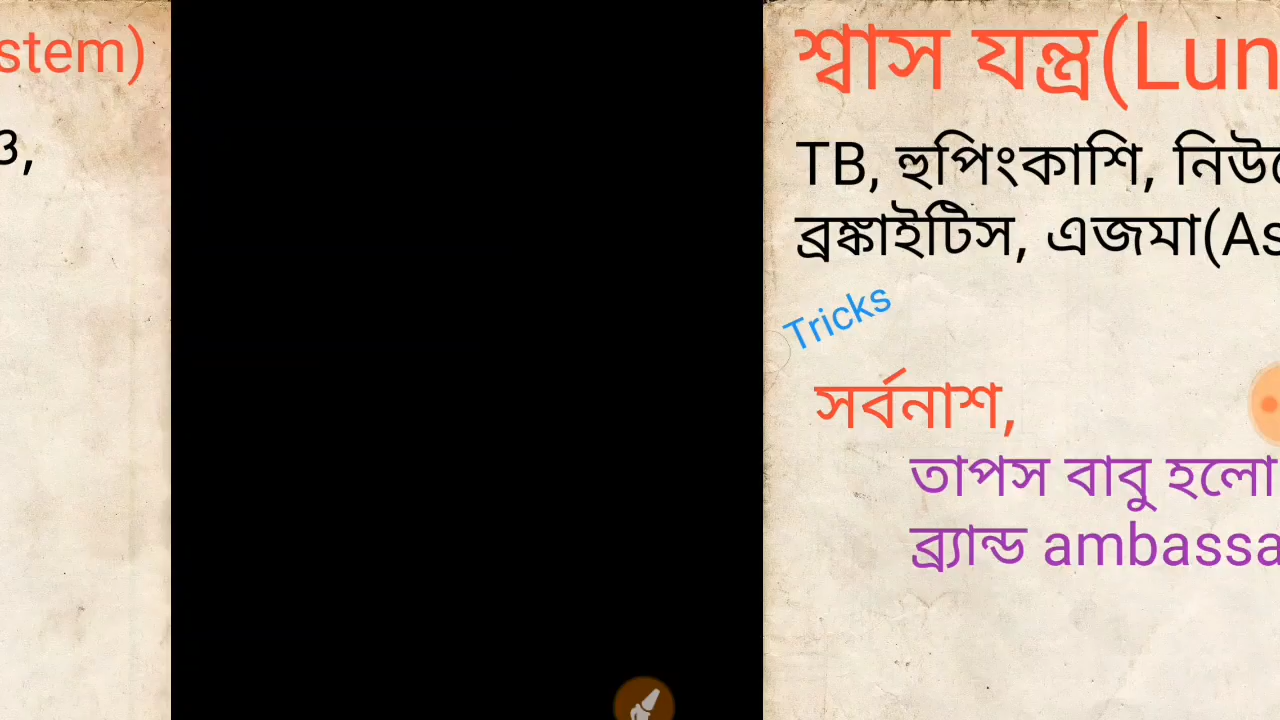 stem)
ও,
শ্বাস যন্ত্র(Lun
TB, হুপিংকাশি, নিউ
ব্রঙ্কাইটিস, এজমা(As
Tricks
সর্বনাশ,
তাপস বাবু হলো
ব্র্যান্ড ambassa